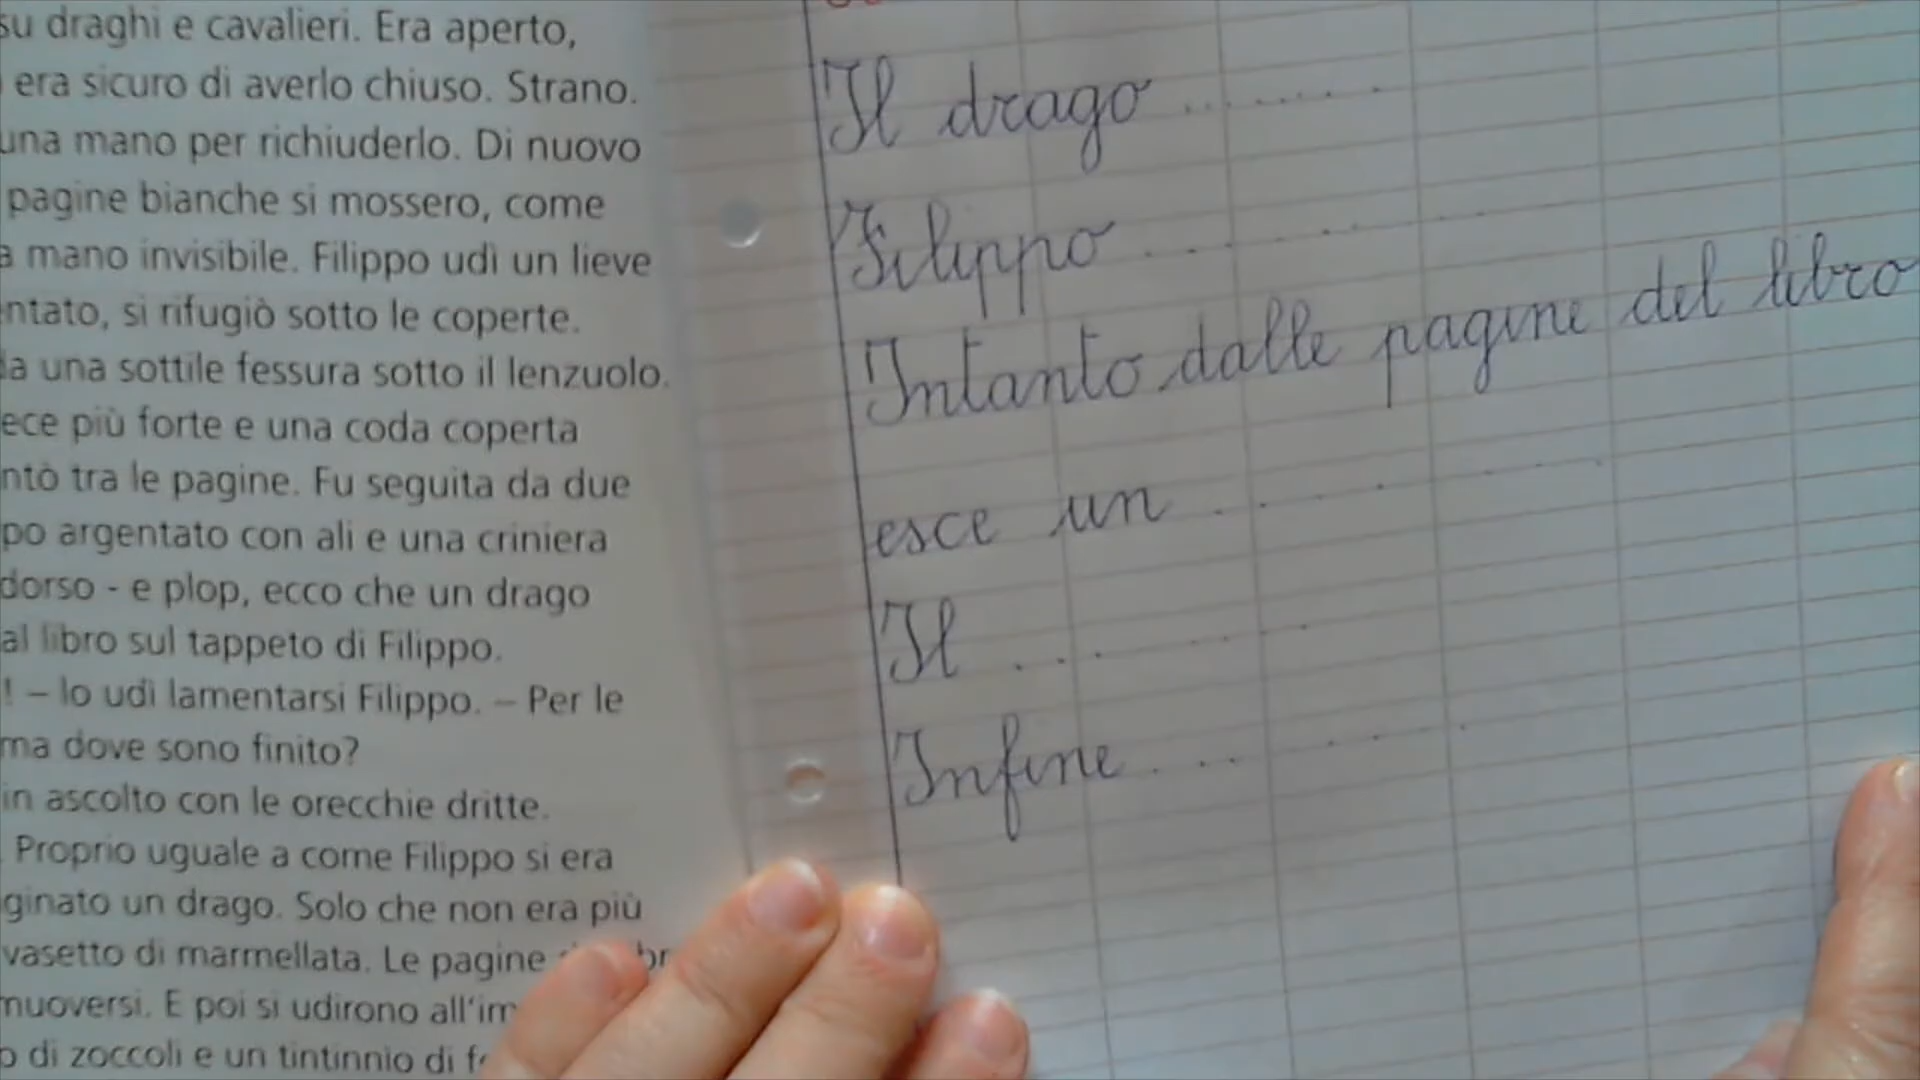 su draghi e cavalieri. Era aperto,
era sicuro di averlo chiuso. Strano.
una mano per richiuderlo. Di nuovo
pagine bianche si mossero, come
a mano invisibile. Filippo udì un lieve
ntato, si rifugiò sotto le coperte.
da una sottile fessura sotto il lenzuolo.
ece più forte e una coda coperta
ntò tra le pagine. Fu seguita da due
po argentato con ali e una criniera
dorso - e plop, ecco che un drago
al libro sul tappeto di Filippo.
! – lo udì lamentarsi Filippo. – Per le
ma dove sono finito?
in ascolto con le orecchie dritte.
Proprio uguale a come Filippo si era
ginato un drago. Solo che non era più
vasetto di marmellata. Le pagine
muoversi. E poi si udirono all'im
o di zoccoli e un tintinnio di f
Il drago ........
Filippo ........
Intanto dalle pagine del libro
esce un ......
Il .......
Infine .......